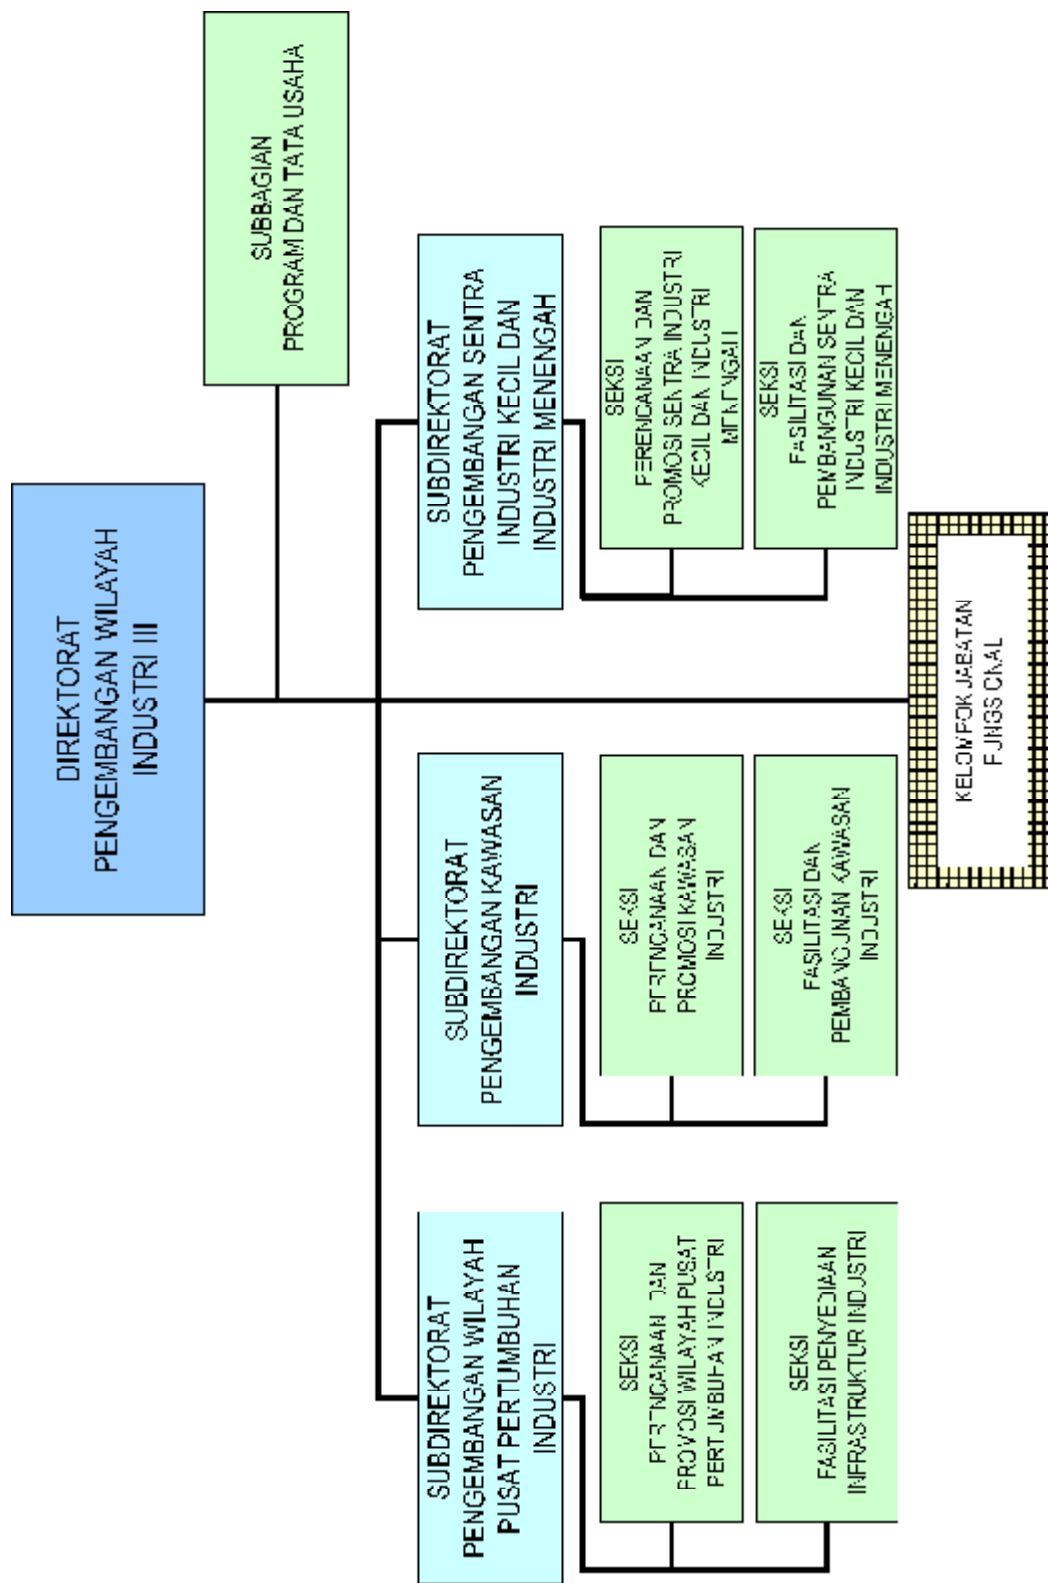 DIREKTORAT
PENGEMBANGAN WILAYAH
INDUSTRI III
SUBBAGIAN
PROGRAM DAN TATA USAHA
SUBDIREKTORAT
PENGEMBANGAN WILAYAH
PUSAT PERTUMBUHAN
INDUSTRI
SUBDIREKTORAT
PENGEMBANGAN KAWASAN
INDUSTRI
SUBDIREKTORAT
PENGEMBANGAN SENTRA
INDUSTRI KECIL DAN
INDUSTRI MENENGAH
SEKSI
PERENCANAAN DAN
PROMOSI WILAYAH PUSAT
PERTUMBUHAN INDUSTRI
SEKSI
FASILITASI PENYEDIAAN
INFRASTRUKTUR INDUSTRI
SEKSI
PERENCANAAN DAN
PROMOSI KAWASAN
INDUSTRI
SEKSI
FASILITASI DAN
PEMBANGUNAN KAWASAN
INDUSTRI
SEKSI
PERENCANAAN DAN
PROMOSI SENTRA INDUSTRI
KECIL DAN INDUSTRI
MENENGAH
SEKSI
FASILITASI DAN
PEMBANGUNAN SENTRA
INDUSTRI KECIL DAN
INDUSTRI MENENGAH
KELOMPOK JABATAN
FUNGSIONAL